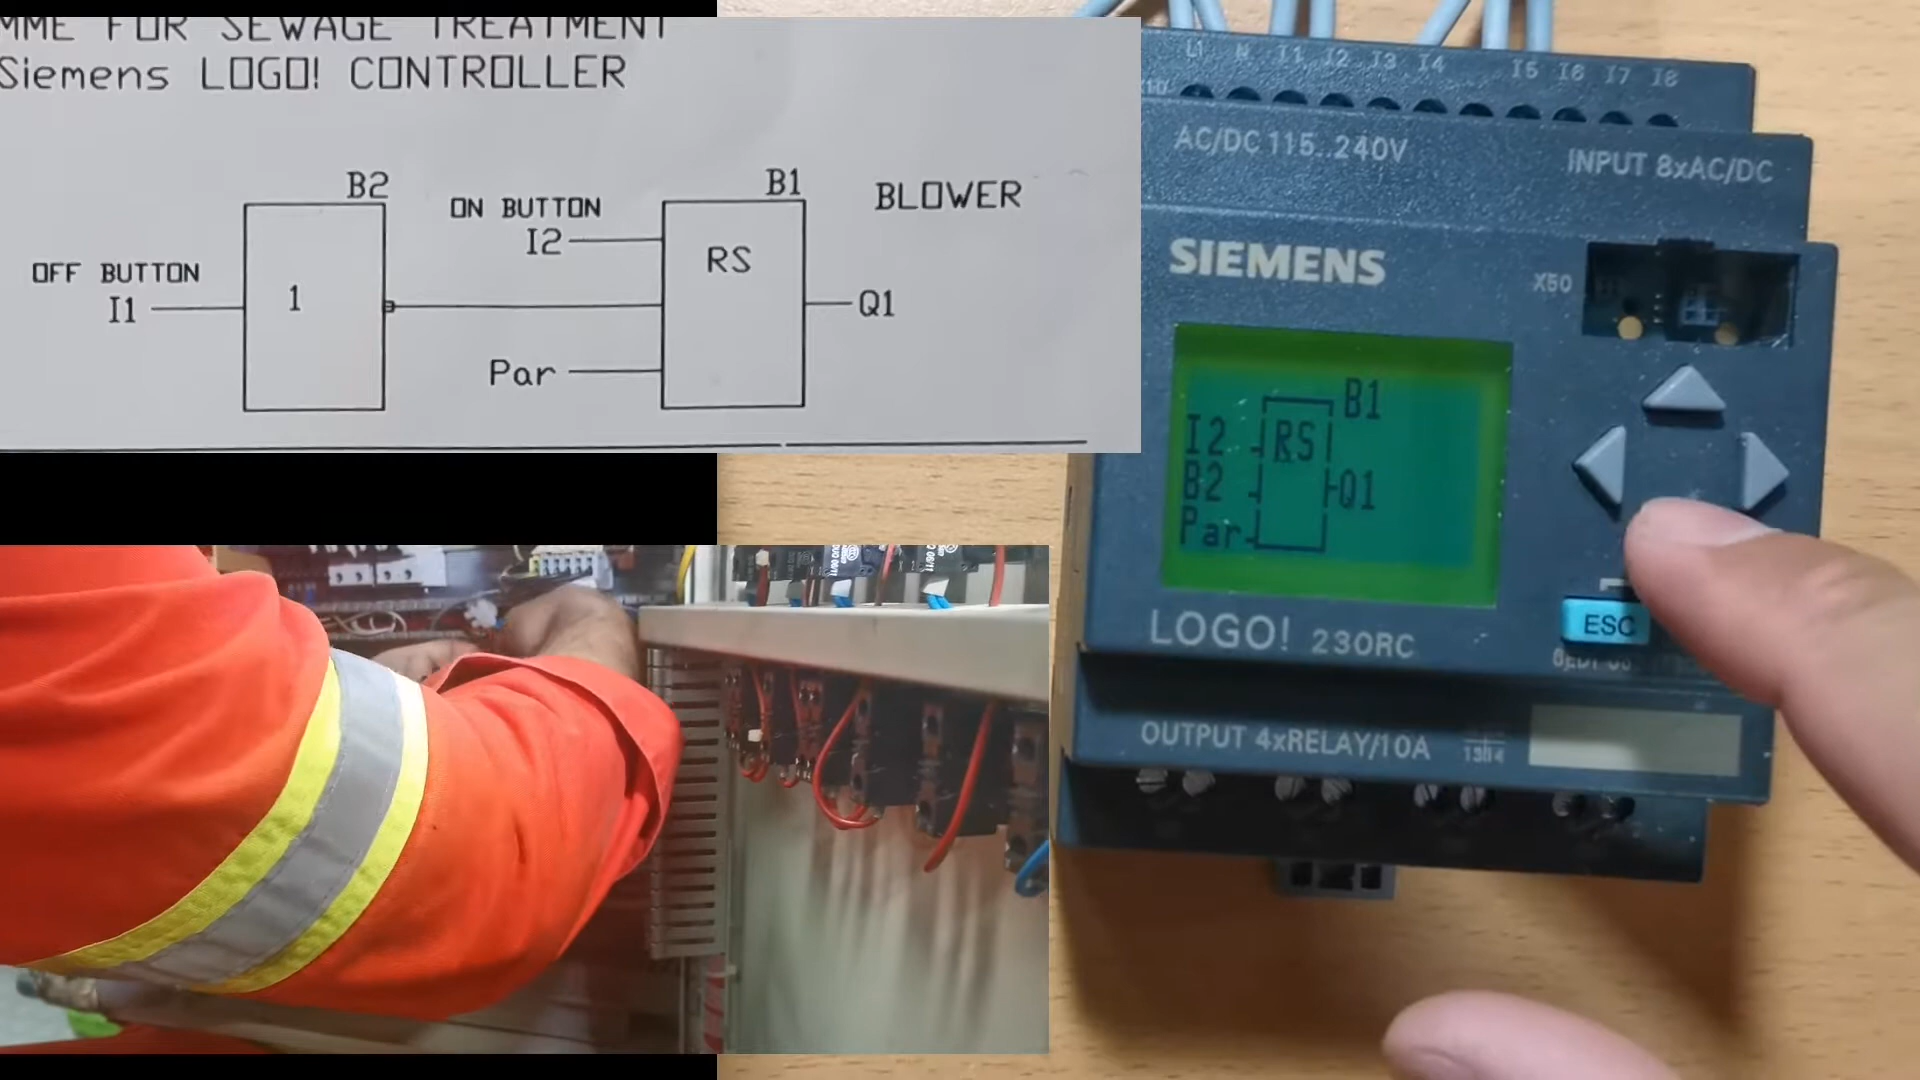 MME FOR SEWAGE TREATMENT
Siemens LOGO! CONTROLLER
B2
OFF BUTTON
I1
1
ON BUTTON
I2
B1
RS
BLOWER
Q1
Par
L1 N I1 I2 I3 I4 I5 I6 I7 I8
AC/DC 115..240V
INPUT 8xAC/DC
SIEMENS
X50
B1
I2
RS
B2
Q1
Par
ESC
LOGO! 230RC
OUTPUT 4xRELAY/10A